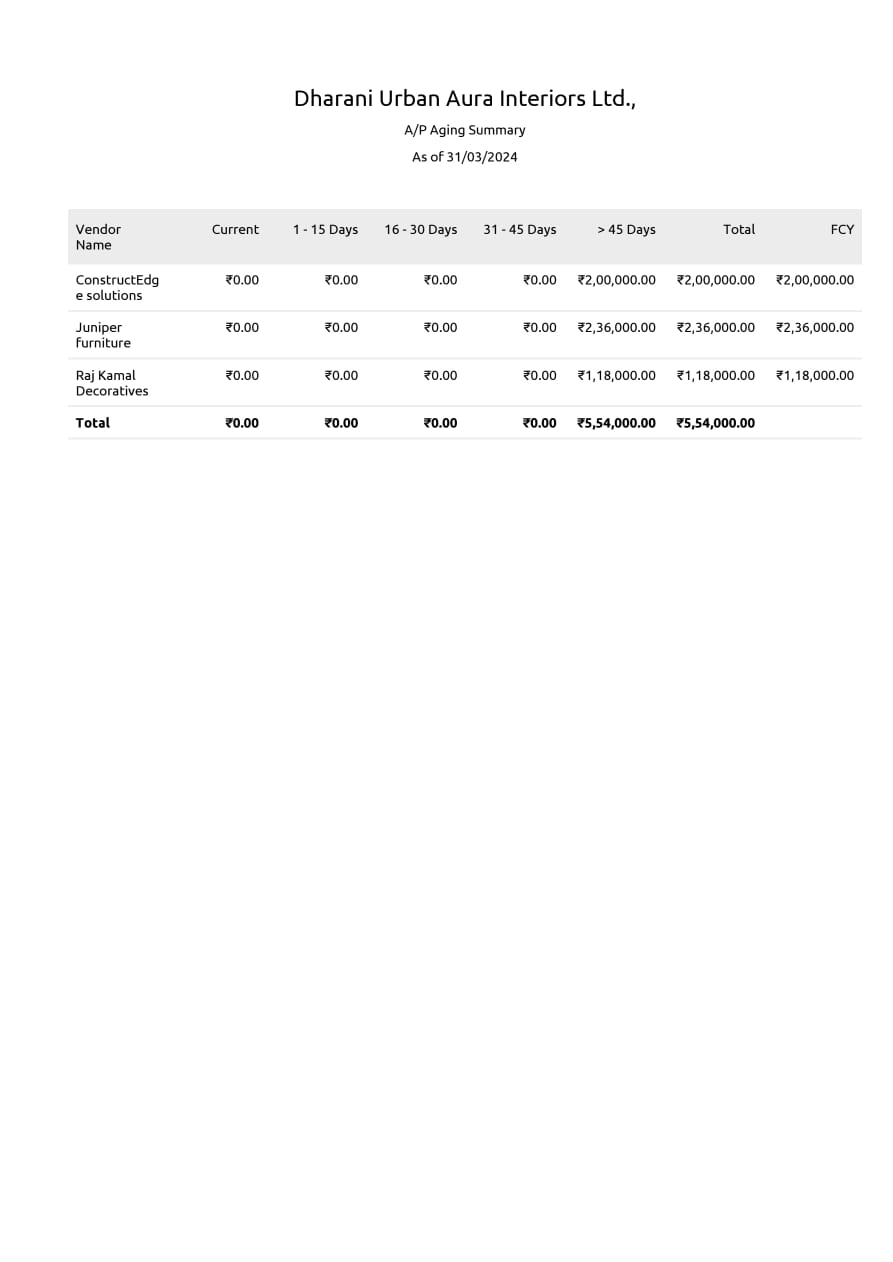 Dharani Urban Aura Interiors Ltd.,
A/P Aging Summary
As of 31/03/2024
Vendor Name Current 1 - 15 Days 16 - 30 Days 31 - 45 Days > 45 Days Total FCY
ConstructEdg ₹0.00 ₹0.00 ₹0.00 ₹0.00 ₹2,00,000.00 ₹2,00,000.00 ₹2,00,000.00
e solutions
Juniper ₹0.00 ₹0.00 ₹0.00 ₹0.00 ₹2,36,000.00 ₹2,36,000.00 ₹2,36,000.00
furniture
Raj Kamal ₹0.00 ₹0.00 ₹0.00 ₹0.00 ₹1,18,000.00 ₹1,18,000.00 ₹1,18,000.00
Decoratives
Total ₹0.00 ₹0.00 ₹0.00 ₹0.00 ₹5,54,000.00 ₹5,54,000.00